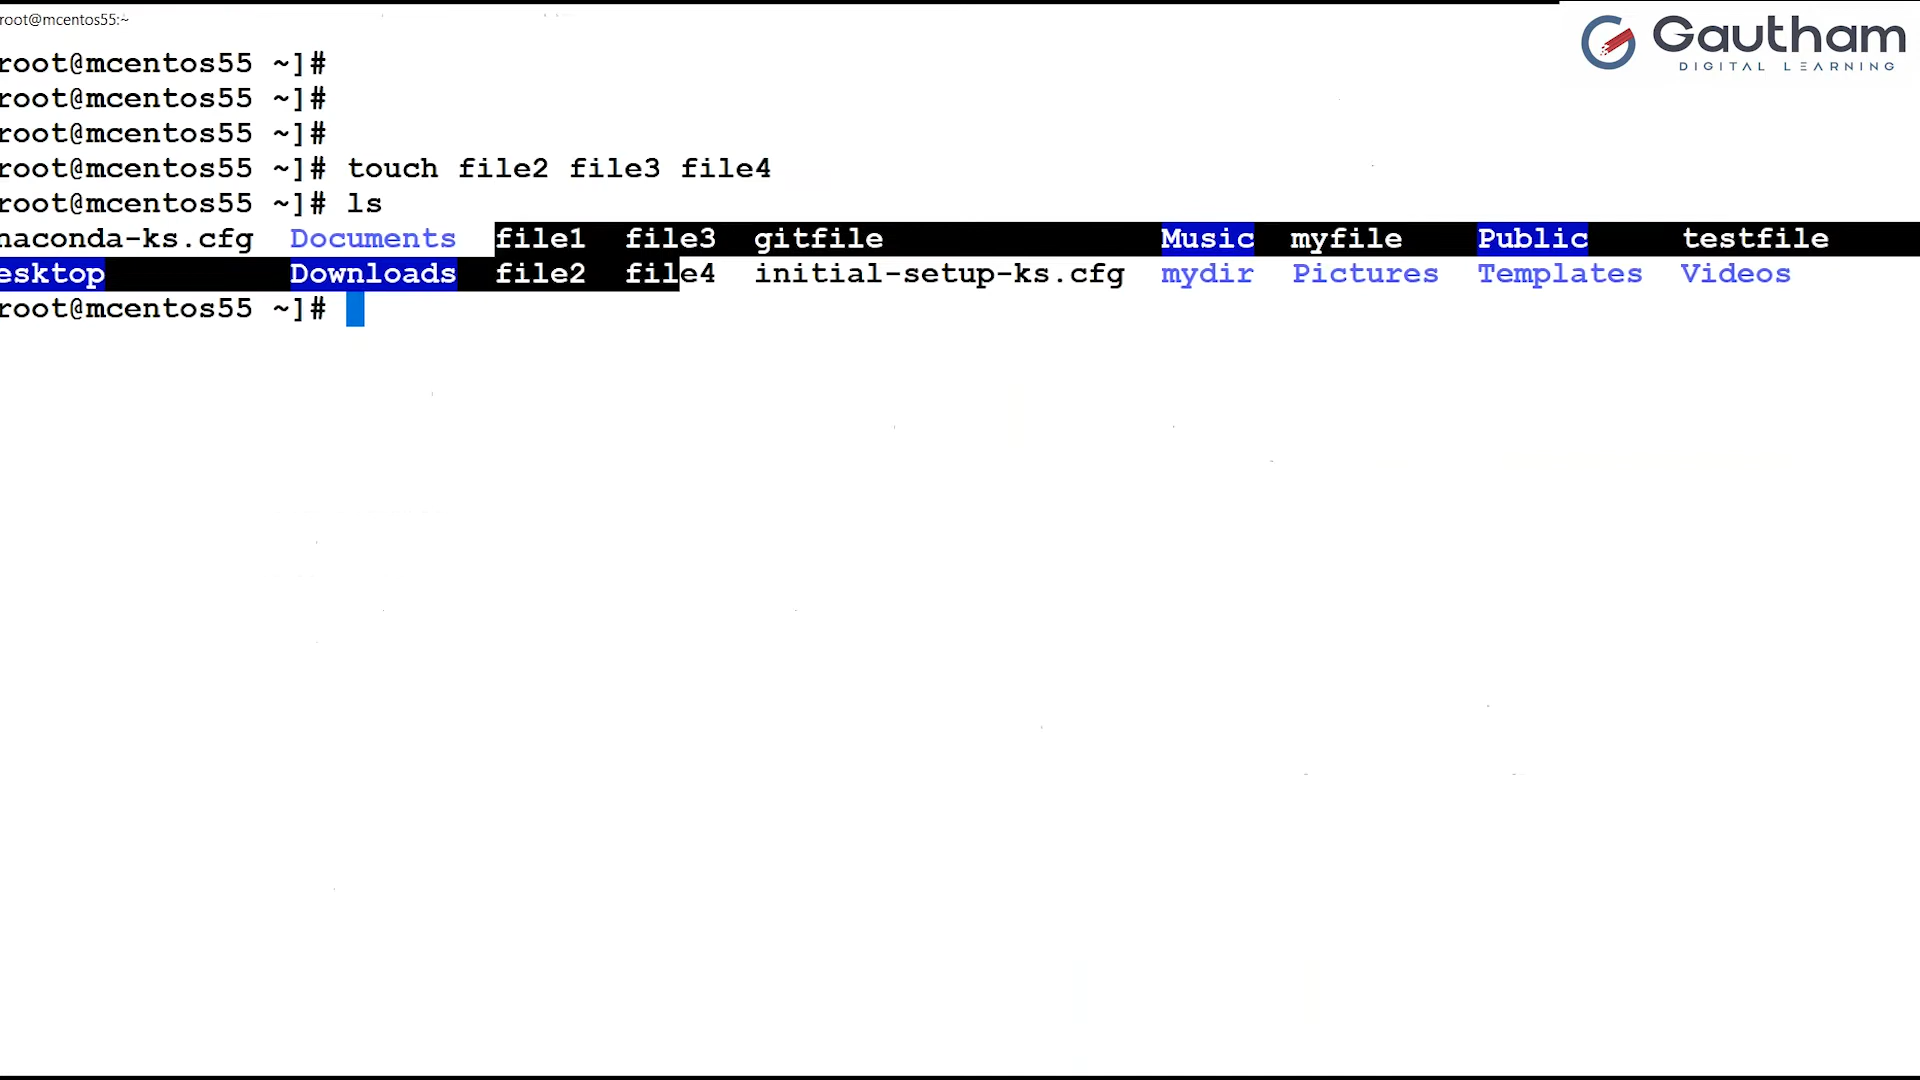 root@mcentos55:~
Gautham
DIGITAL LEARNING
root@mcentos55 ~]#
root@mcentos55 ~]#
root@mcentos55 ~]#
root@mcentos55 ~]# touch file2 file3 file4
root@mcentos55 ~]# ls
naconda-ks.cfg Documents file1 file3 gitfile Music myfile Public testfile
esktop Downloads file2 file4 initial-setup-ks.cfg mydir Pictures Templates Videos
root@mcentos55 ~]#